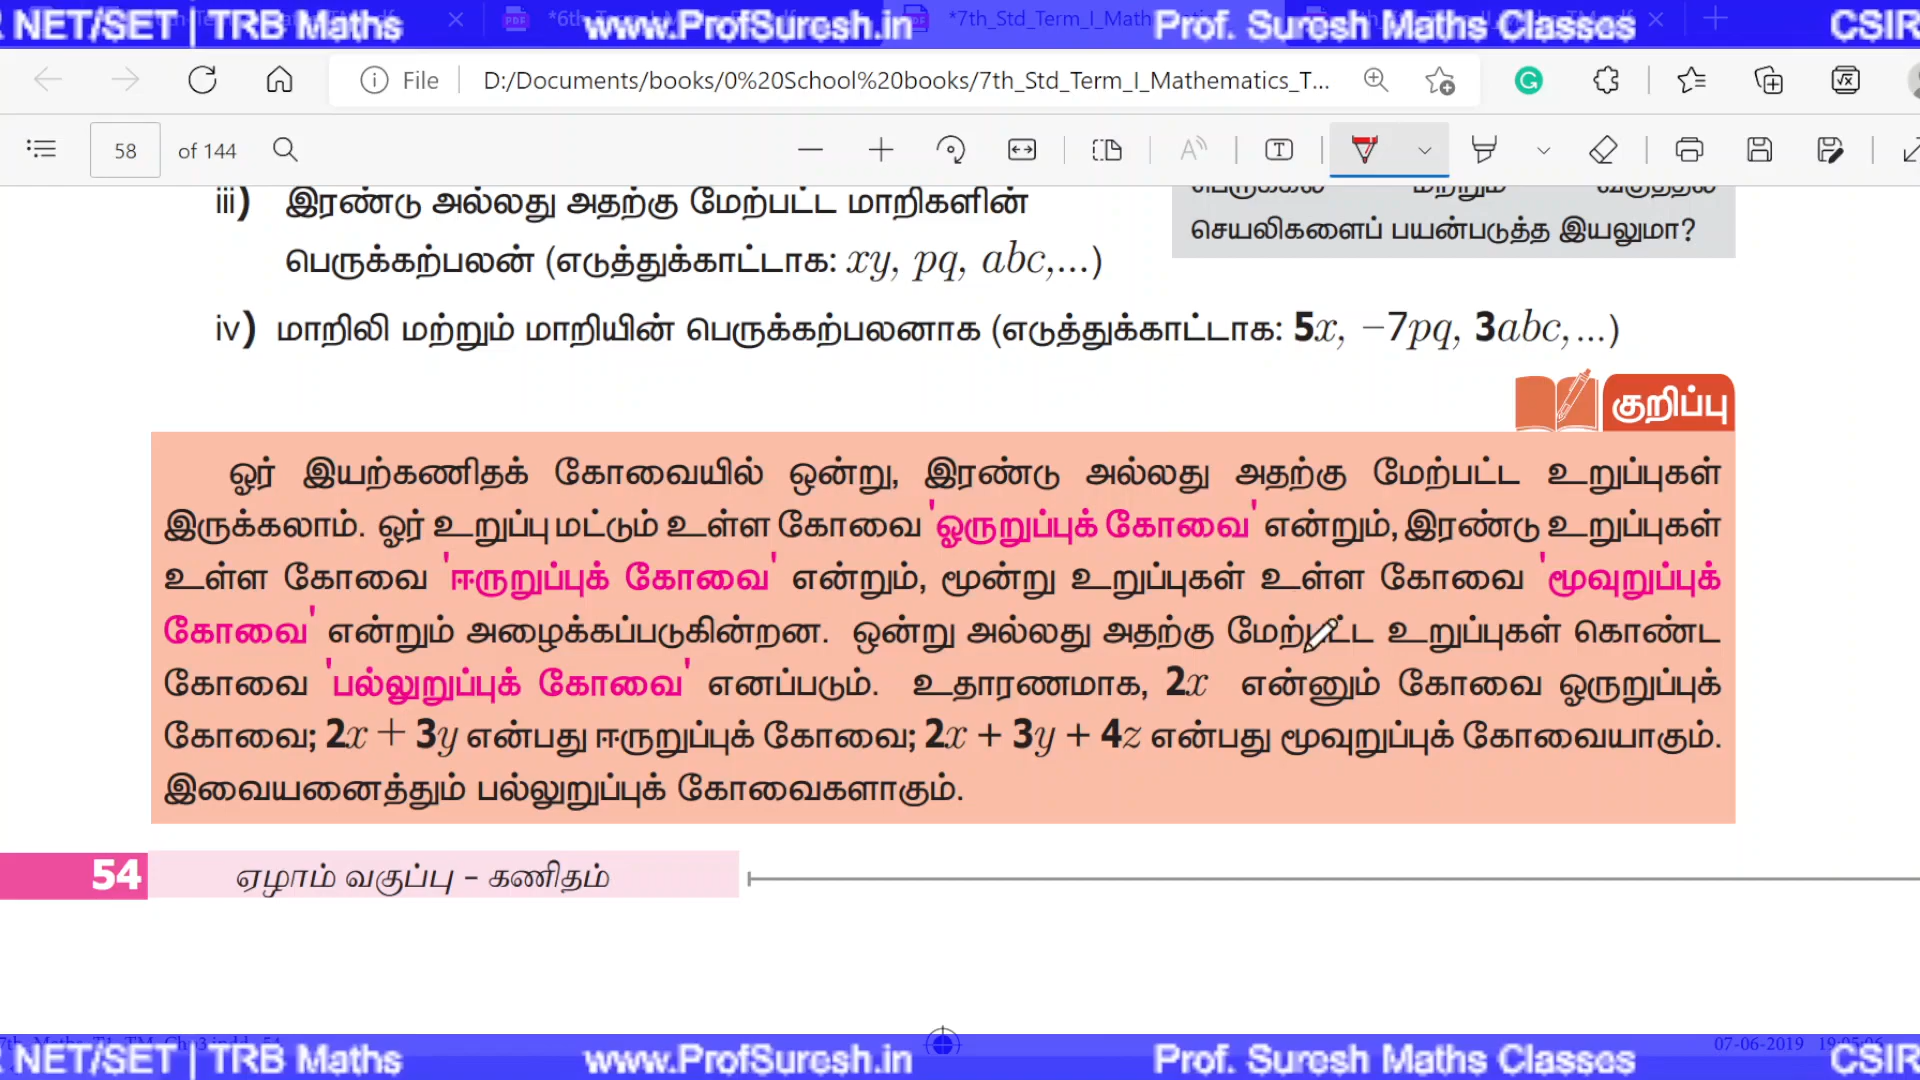 NET/SET | TRB Maths www.ProfSuresh.in Prof. Suresh Maths Classes CSIR
File D:/Documents/books/0%20School%20books/7th_Std_Term_I_Mathematics_T...
58 of 144
செயலிகளைப் பயன்படுத்த இயலுமா?
iii) இரண்டு அல்லது அதற்கு மேற்பட்ட மாறிகளின்
பெருக்கற்பலன் (எடுத்துக்காட்டாக: xy, pq, abc,...)
iv) மாறிலி மற்றும் மாறியின் பெருக்கற்பலனாக (எடுத்துக்காட்டாக: 5x, –7pq, 3abc,...)
குறிப்பு
ஓர் இயற்கணிதக் கோவையில் ஒன்று, இரண்டு அல்லது அதற்கு மேற்பட்ட உறுப்புகள்
இருக்கலாம். ஓர் உறுப்பு மட்டும் உள்ள கோவை 'ஓருறுப்புக் கோவை' என்றும், இரண்டு உறுப்புகள்
உள்ள கோவை 'ஈருறுப்புக் கோவை' என்றும், மூன்று உறுப்புகள் உள்ள கோவை 'மூவுறுப்புக்
கோவை' என்றும் அழைக்கப்படுகின்றன. ஒன்று அல்லது அதற்கு மேற்பட்ட உறுப்புகள் கொண்ட
கோவை 'பல்லுறுப்புக் கோவை' எனப்படும். உதாரணமாக, 2x என்னும் கோவை ஓருறுப்புக்
கோவை; 2x + 3y என்பது ஈருறுப்புக் கோவை; 2x + 3y + 4z என்பது மூவுறுப்புக் கோவையாகும்.
இவையனைத்தும் பல்லுறுப்புக் கோவைகளாகும்.
54 ஏழாம் வகுப்பு – கணிதம்
07-06-2019
NET/SET | TRB Maths www.ProfSuresh.in Prof. Suresh Maths Classes CSIR